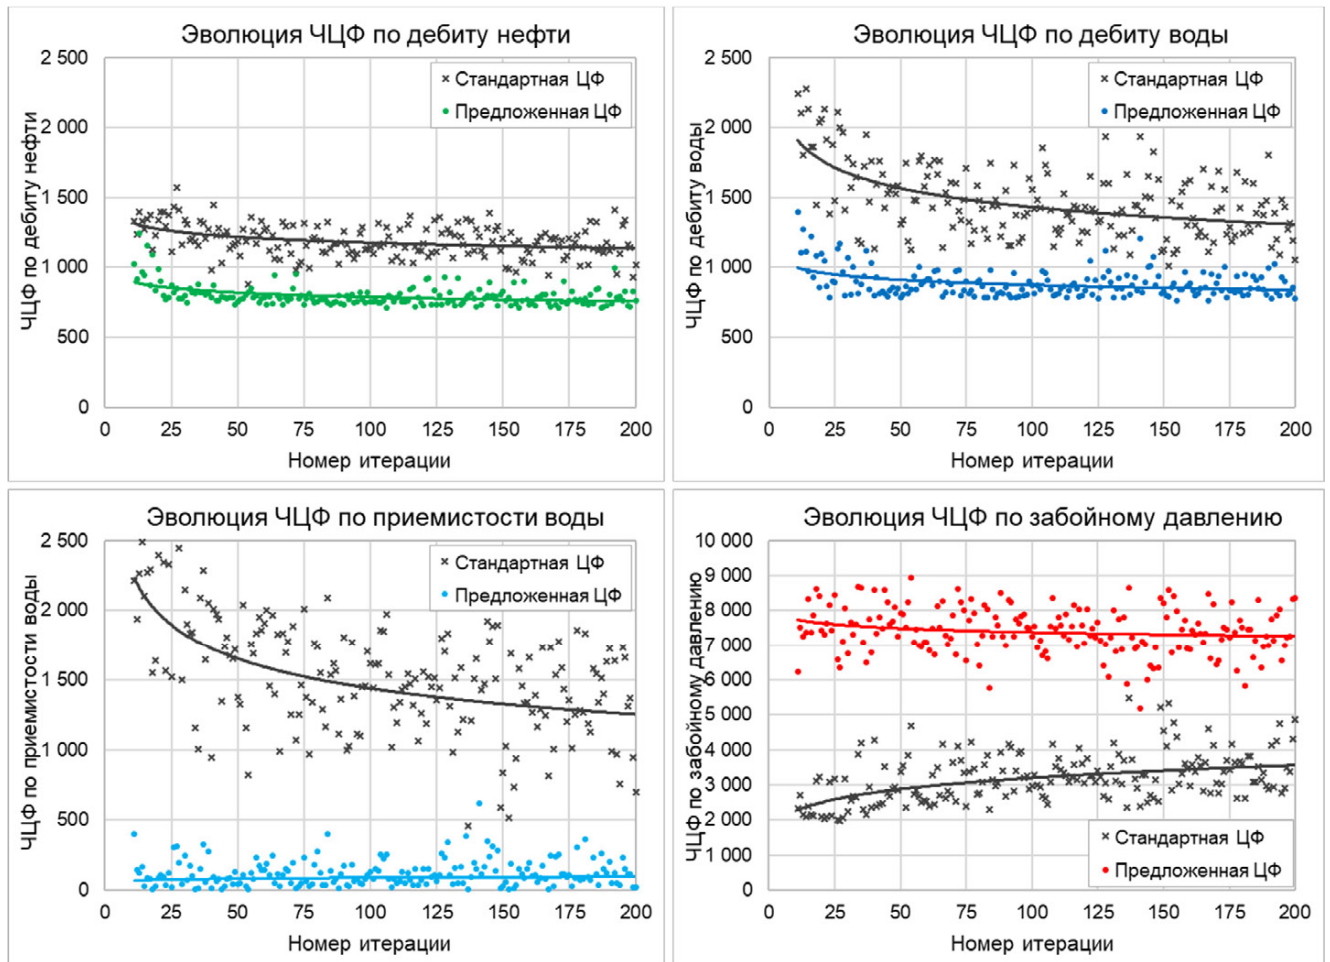 Эволюция ЧЦФ по дебиту нефти
ЧЦФ по дебиту нефти
2 500
2 000
1 500
1 000
500
0
Стандартная ЦФ
Предложенная ЦФ
0 25 50 75 100 125 150 175 200
Номер итерации
Эволюция ЧЦФ по дебиту воды
ЧЦФ по дебиту воды
2 500
2 000
1 500
1 000
500
0
Стандартная ЦФ
Предложенная ЦФ
0 25 50 75 100 125 150 175 200
Номер итерации
Эволюция ЧЦФ по приемистости воды
ЧЦФ по приемистости воды
2 500
2 000
1 500
1 000
500
0
Стандартная ЦФ
Предложенная ЦФ
0 25 50 75 100 125 150 175 200
Номер итерации
Эволюция ЧЦФ по забойному давлению
ЧЦФ по забойному давлению
10 000
9 000
8 000
7 000
6 000
5 000
4 000
3 000
2 000
1 000
0
Стандартная ЦФ
Предложенная ЦФ
0 25 50 75 100 125 150 175 200
Номер итерации